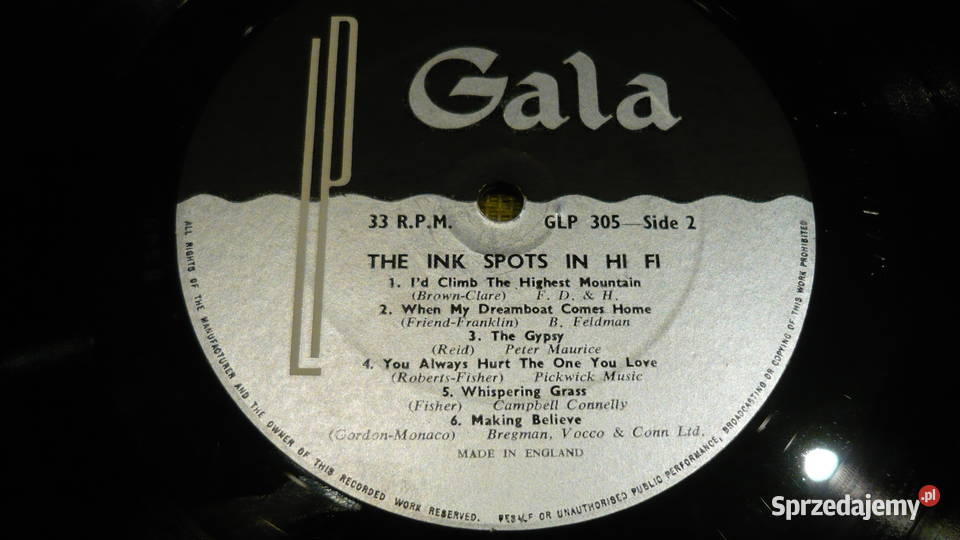 Gala
LP
33 R.P.M. GLP 305—Side 2
THE INK SPOTS IN HI FI
1. I'd Climb The Highest Mountain
(Brown-Clare) F. D. & H.
2. When My Dreamboat Comes Home
(Friend-Franklin) B. Feldman
3. The Gypsy
(Reid) Peter Maurice
4. You Always Hurt The One You Love
(Roberts-Fisher) Pickwick Music
5. Whispering Grass
(Fisher) Campbell Connelly
6. Making Believe
(Gordon-Monaco) Bregman, Vocco & Conn Ltd.
MADE IN ENGLAND
ALL RIGHTS OF THE MANUFACTURER AND THE OWNER OF THIS RECORDED WORK RESERVED. RESALE OR UNAUTHORISED PUBLIC PERFORMANCE, BROADCASTING OR COPYING OF THIS WORK PROHIBITED
Sprzedajemy.pl